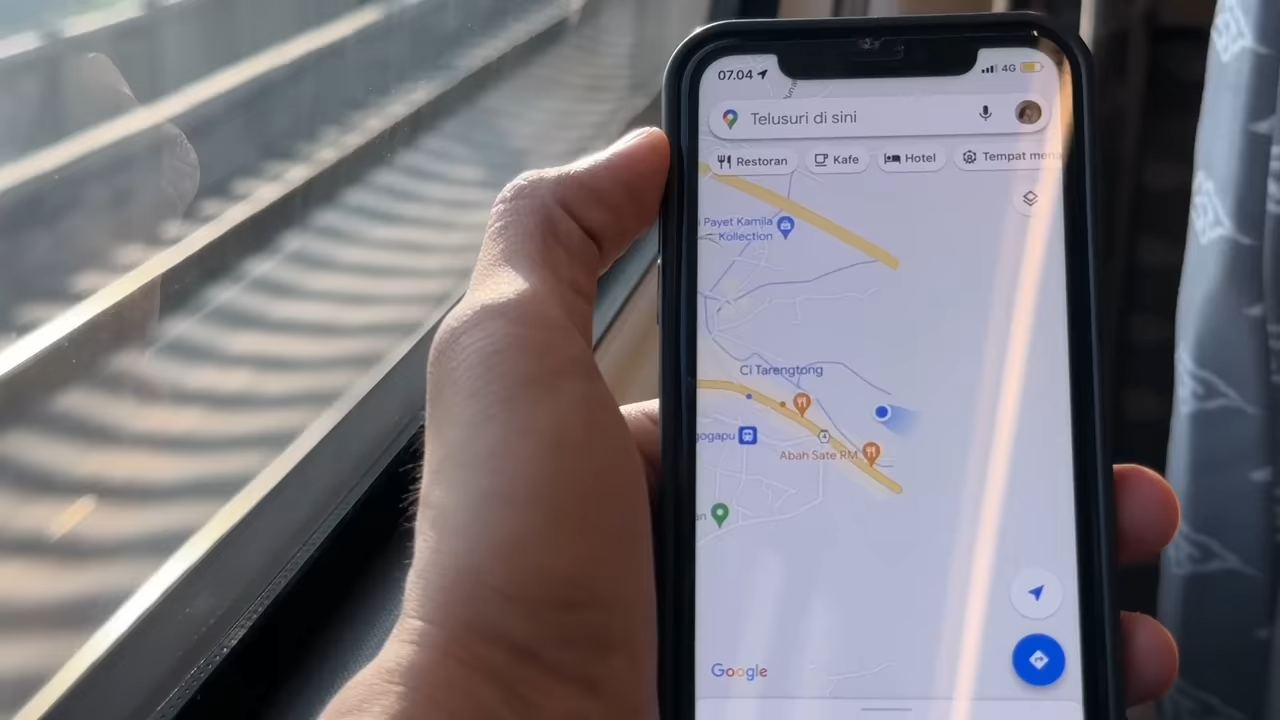 07.04
4G
Telusuri di sini
Restoran
Kafe
Hotel
Tempat
Payet Kamila
Kollection
Ci Tarengtong
4
Abah Sate RM
Google